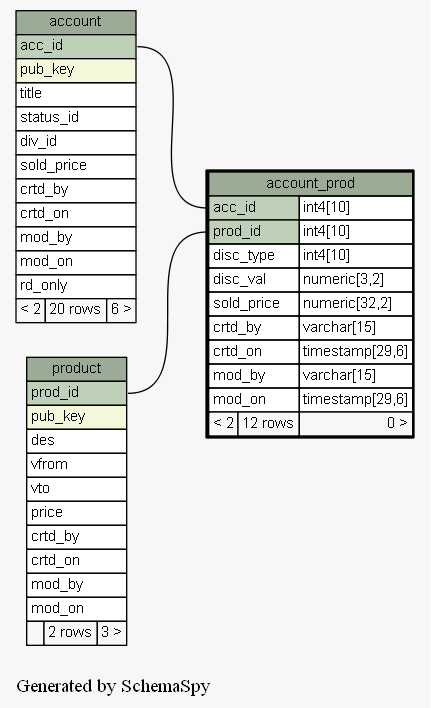 account
acc_id
pub_key
title
status_id
div_id
sold_price
crtd_by
crtd_on
mod_by
mod_on
rd_only
< 2 20 rows 6 >
account_prod
acc_id int4[10]
prod_id int4[10]
disc_type int4[10]
disc_val numeric[3,2]
sold_price numeric[32,2]
crtd_by varchar[15]
crtd_on timestamp[29,6]
mod_by varchar[15]
mod_on timestamp[29,6]
< 2 12 rows 0 >
product
prod_id
pub_key
des
vfrom
vto
price
crtd_by
crtd_on
mod_by
mod_on
2 rows 3 >
Generated by SchemaSpy